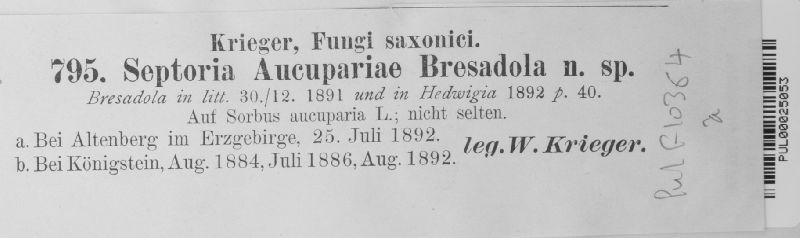 Krieger, Fungi saxonici.
795. Septoria Aucupariae Bresadola n. sp.
Bresadola in litt. 30./12. 1891 und in Hedwigia 1892 p. 40.
Auf Sorbus aucuparia L.; nicht selten.
a. Bei Altenberg im Erzgebirge, 25. Juli 1892.
b. Bei Königstein, Aug. 1884, Juli 1886, Aug. 1892.
leg. W. Krieger.
Pul F10364
a
PUL00025053